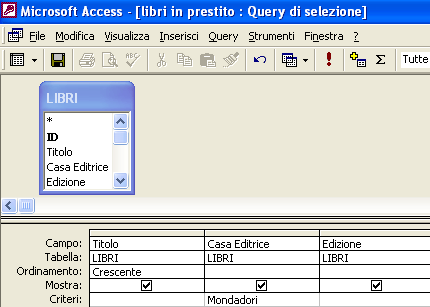 Microsoft Access - [libri in prestito : Query di selezione]
File Modifica Visualizza Inserisci Query Strumenti Finestra ?
ABC Σ Tutte
LIBRI
*
ID
Titolo
Casa Editrice
Edizione
Campo: Titolo Casa Editrice Edizione
Tabella: LIBRI LIBRI LIBRI
Ordinamento: Crescente
Mostra:
Criteri: Mondadori